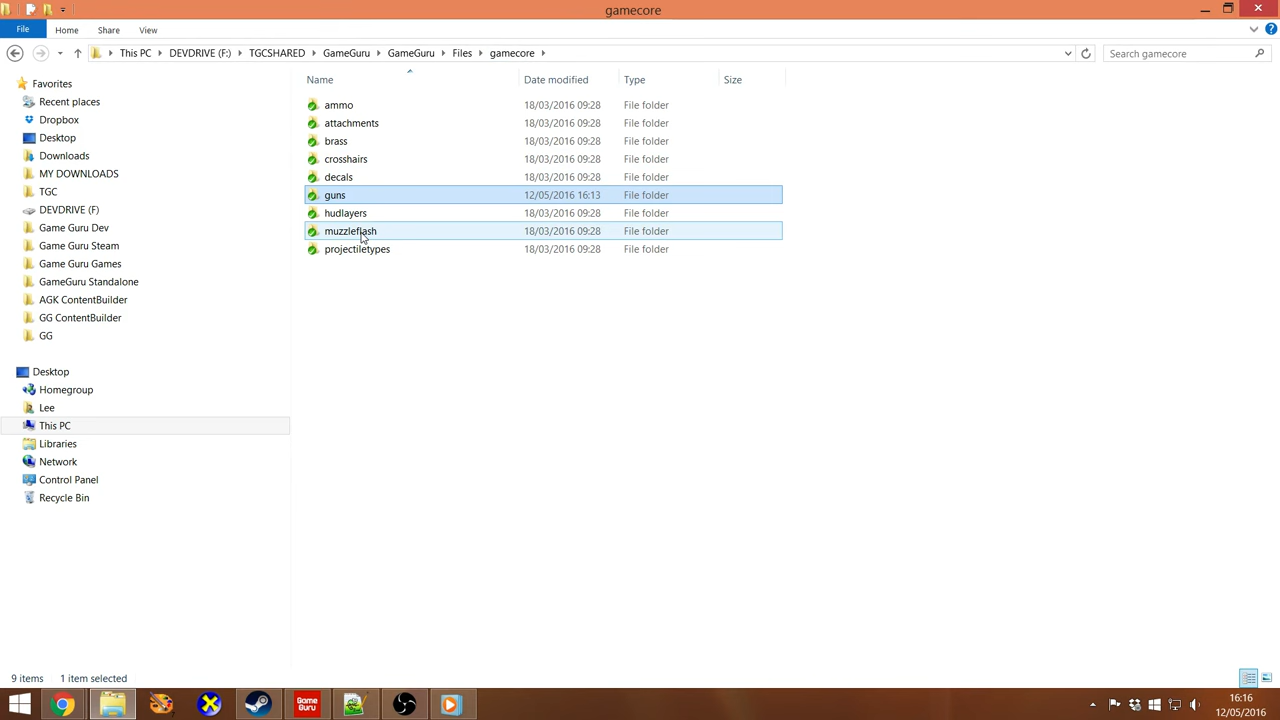 gamecore
File Home Share View
This PC DEVDRIVE (F:) TGCSHARED GameGuru GameGuru Files gamecore
Search gamecore
Favorites
Recent places
Dropbox
Desktop
Downloads
MY DOWNLOADS
TGC
DEVDRIVE (F)
Game Guru Dev
Game Guru Steam
Game Guru Games
GameGuru Standalone
AGK ContentBuilder
GG ContentBuilder
GG
Desktop
Homegroup
Lee
This PC
Libraries
Network
Control Panel
Recycle Bin
Name Date modified Type Size
ammo 18/03/2016 09:28 File folder
attachments 18/03/2016 09:28 File folder
brass 18/03/2016 09:28 File folder
crosshairs 18/03/2016 09:28 File folder
decals 18/03/2016 09:28 File folder
guns 12/05/2016 16:13 File folder
hudlayers 18/03/2016 09:28 File folder
muzzleflash 18/03/2016 09:28 File folder
projectiletypes 18/03/2016 09:28 File folder
9 items 1 item selected
Game
Guru
16:16
12/05/2016